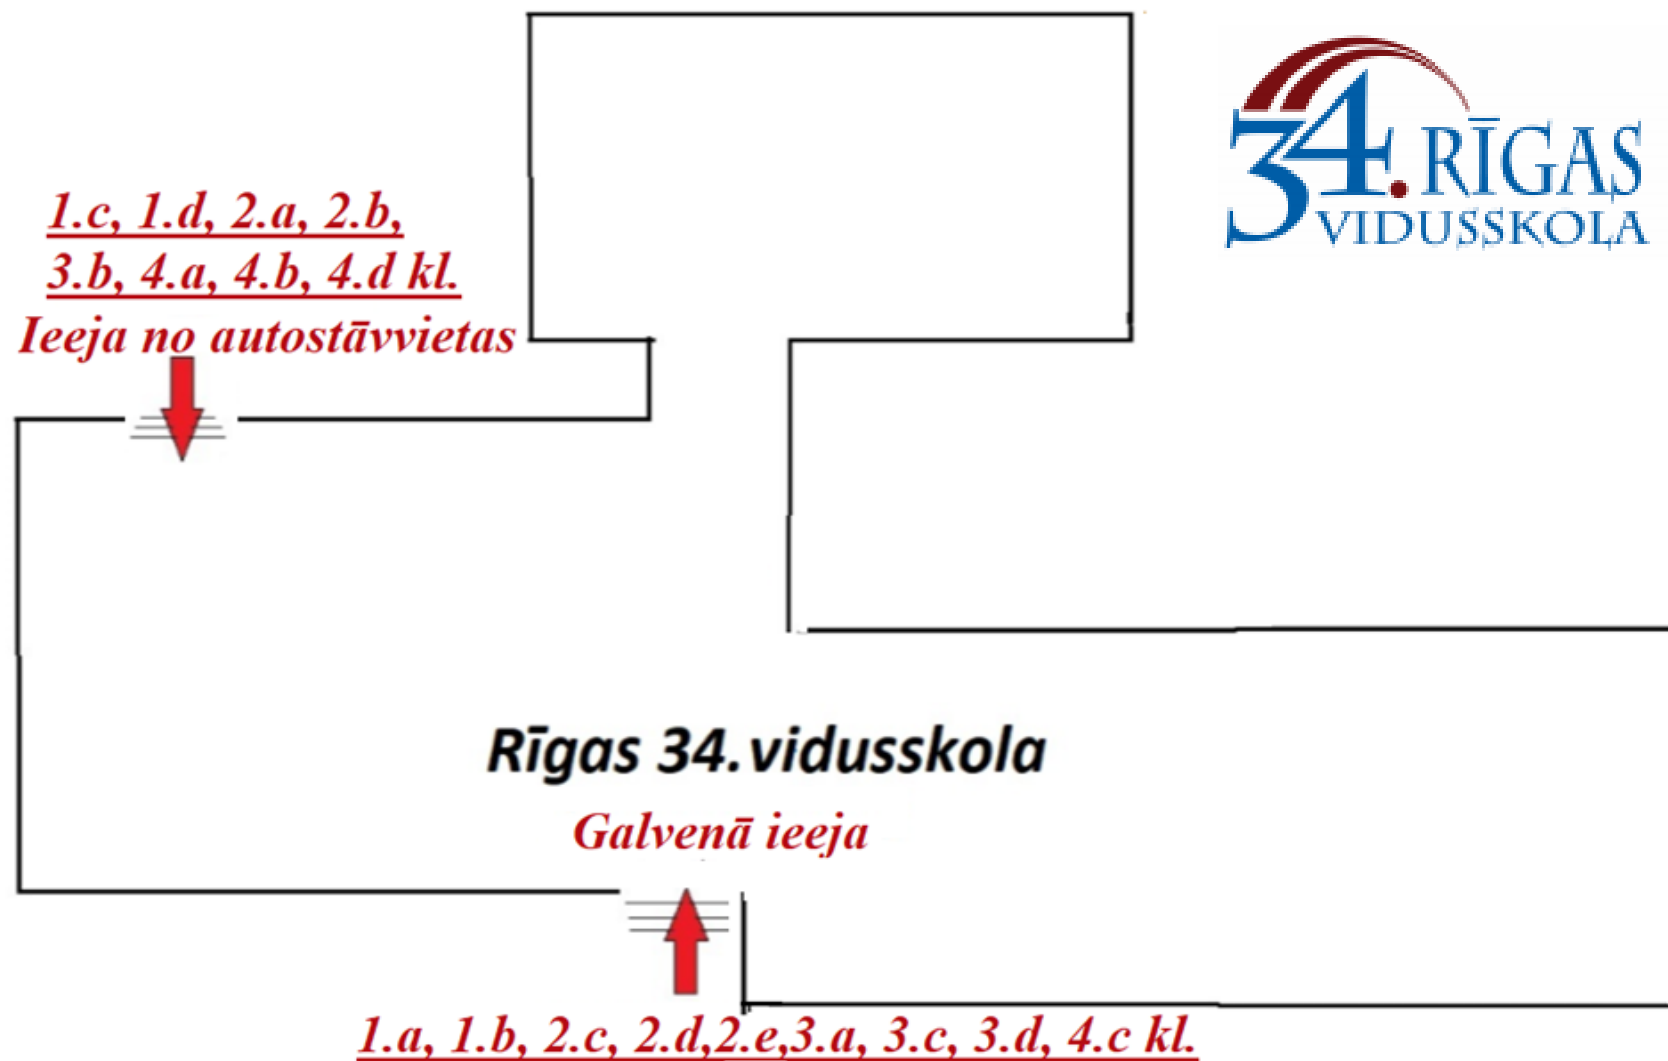 34. RĪGAS
VIDUSSKOLA
1.c, 1.d, 2.a, 2.b,
3.b, 4.a, 4.b, 4.d kl.
Ieeja no autostāvvietas
Rīgas 34.vidusskola
Galvenā ieeja
1.a, 1.b, 2.c, 2.d,2.e,3.a, 3.c, 3.d, 4.c kl.